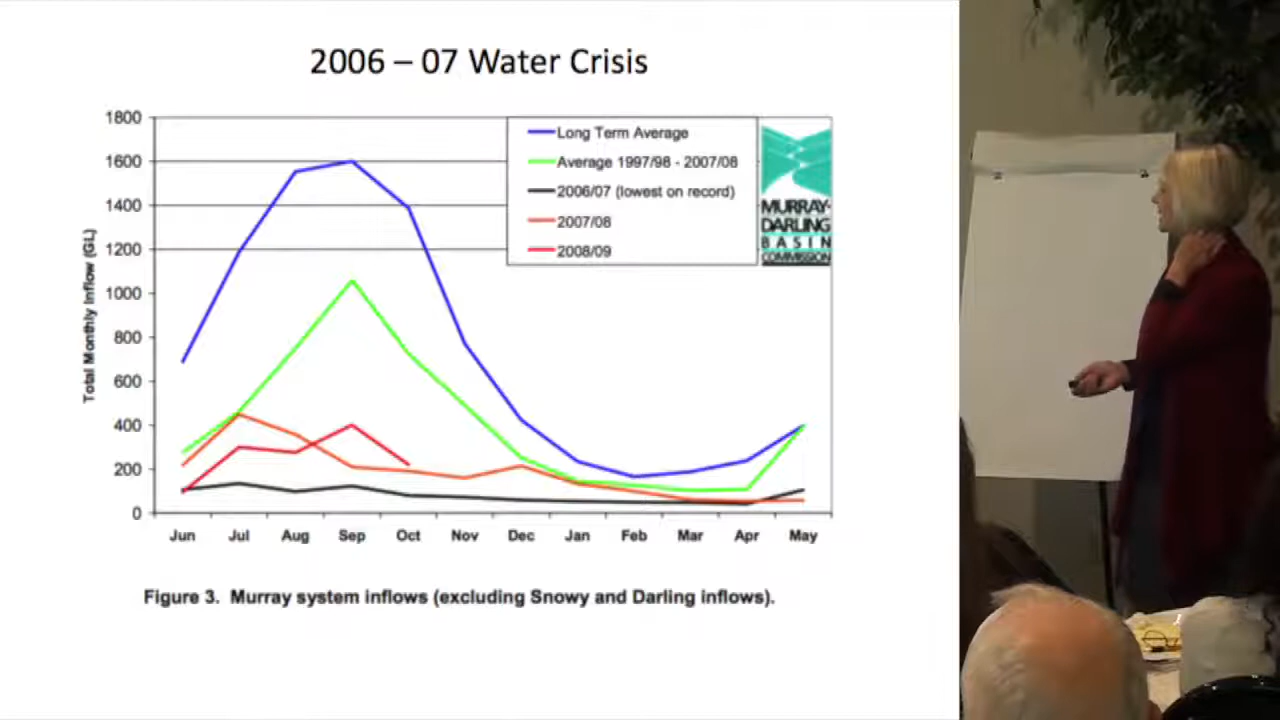 2006 – 07 Water Crisis
1800
1600
1400
1200
1000
800
600
400
200
0
Total Monthly Inflow (GL)
Long Term Average
Average 1997/98 - 2007/08
2006/07 (lowest on record)
2007/08
2008/09
MURRAY-
DARLING
BASIN
COMMISSION
Jun Jul Aug Sep Oct Nov Dec Jan Feb Mar Apr May
Figure 3. Murray system inflows (excluding Snowy and Darling inflows).